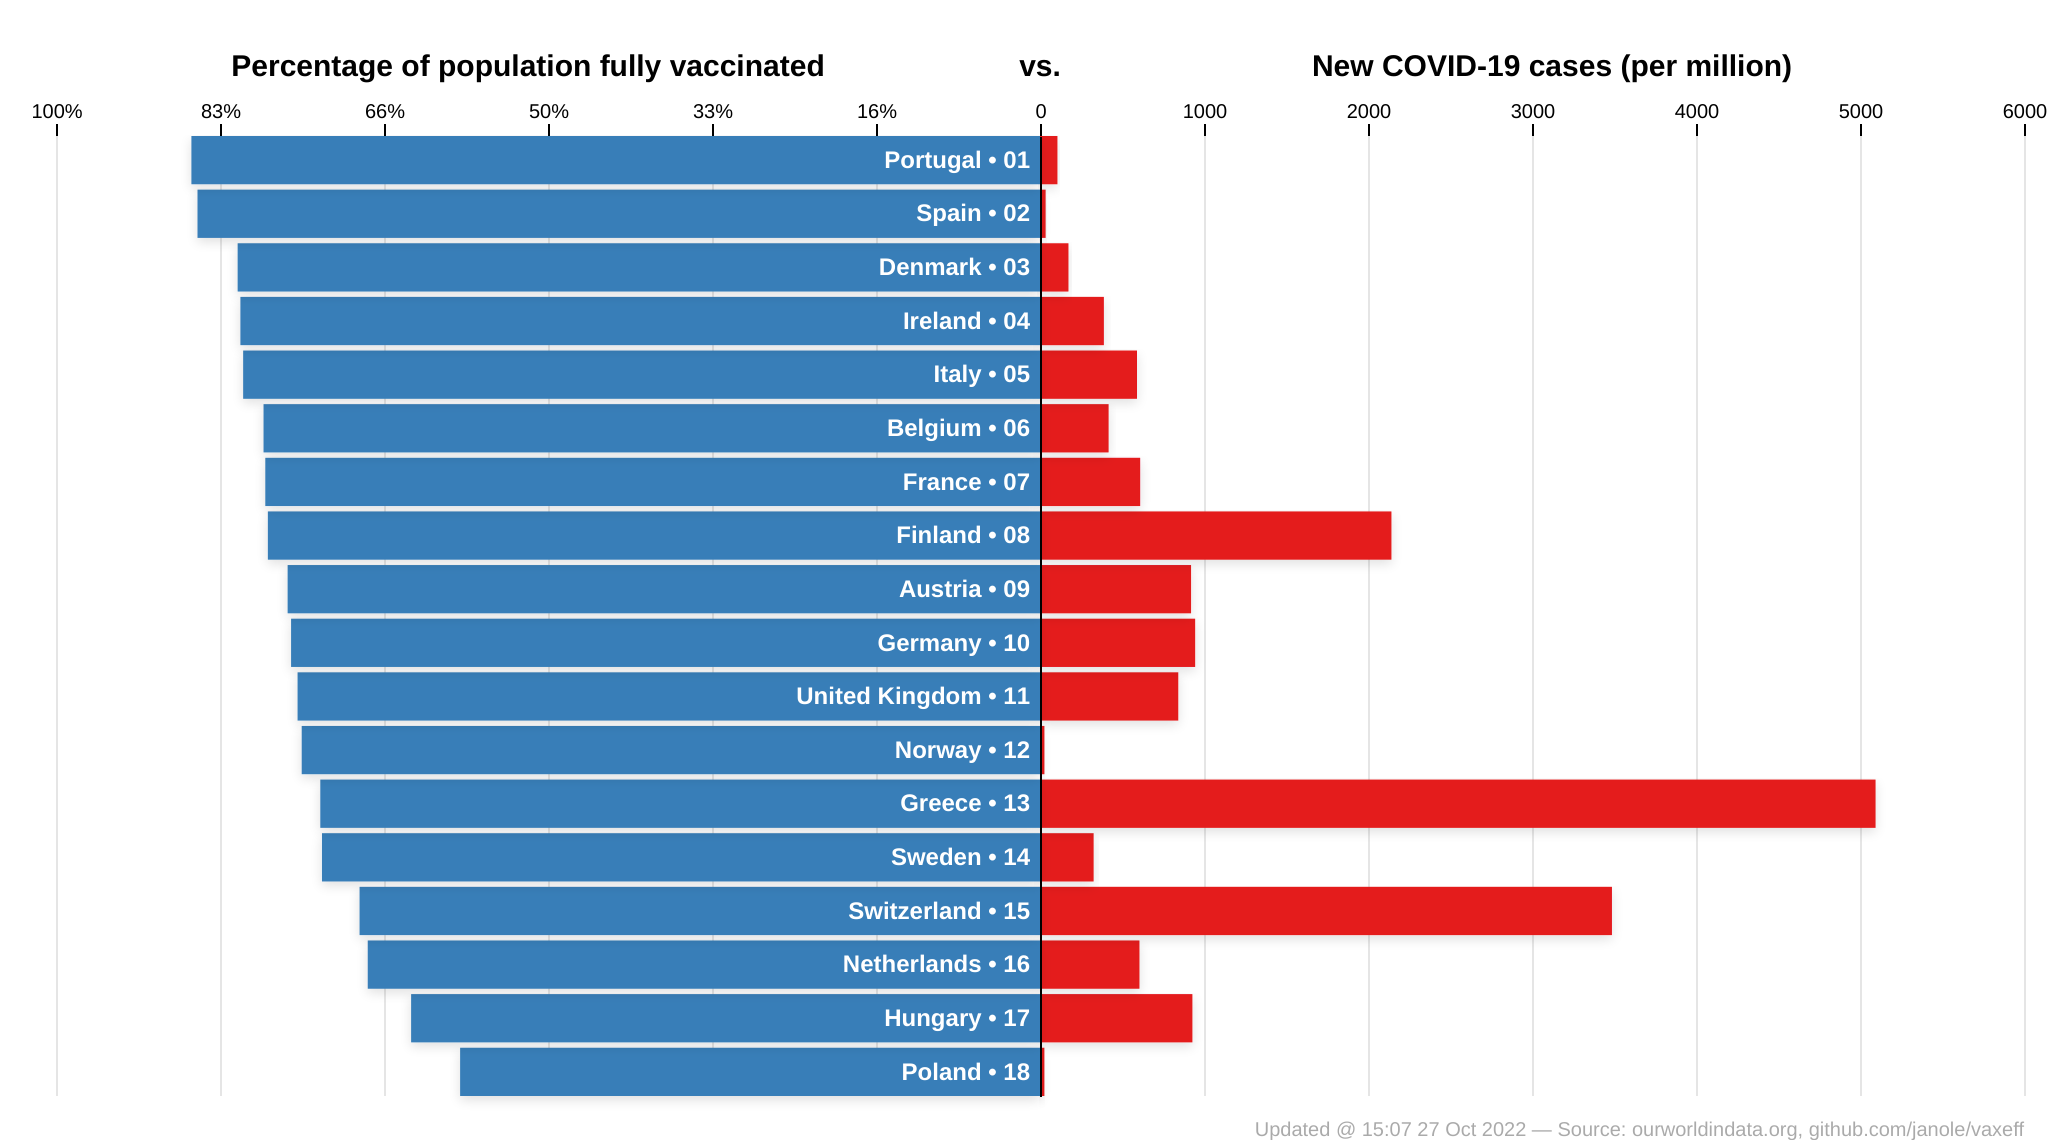 Percentage of population fully vaccinated vs. New COVID-19 cases (per million)
100% 83% 66% 50% 33% 16% 0 1000 2000 3000 4000 5000 6000
Portugal • 01
Spain • 02
Denmark • 03
Ireland • 04
Italy • 05
Belgium • 06
France • 07
Finland • 08
Austria • 09
Germany • 10
United Kingdom • 11
Norway • 12
Greece • 13
Sweden • 14
Switzerland • 15
Netherlands • 16
Hungary • 17
Poland • 18
Updated @ 15:07 27 Oct 2022 — Source: ourworldindata.org, github.com/janole/vaxeff